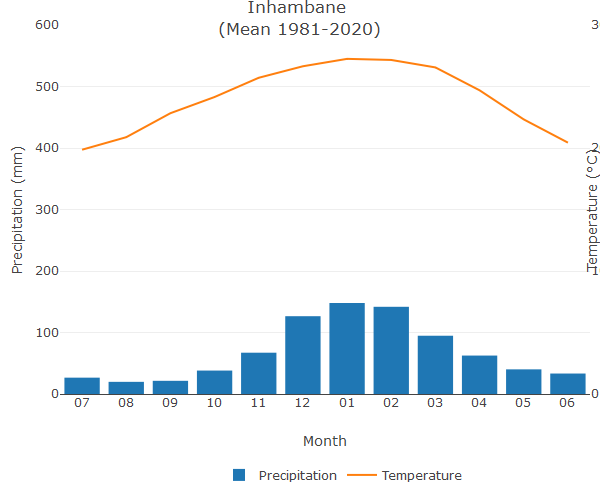 Inhambane
(Mean 1981-2020)
600
500
400
300
200
100
0
Precipitation (mm)
3
2
1
0
Temperature (°C)
07 08 09 10 11 12 01 02 03 04 05 06
Month
Precipitation Temperature